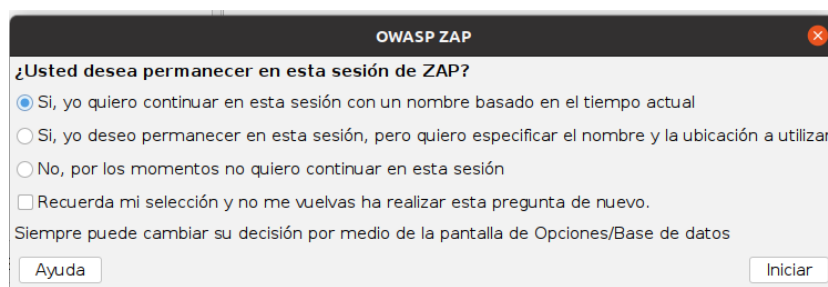 OWASP ZAP
¿Usted desea permanecer en esta sesión de ZAP?
Si, yo quiero continuar en esta sesión con un nombre basado en el tiempo actual
Si, yo deseo permanecer en esta sesión, pero quiero especificar el nombre y la ubicación a utilizar
No, por los momentos no quiero continuar en esta sesión
Recuerda mi selección y no me vuelvas ha realizar esta pregunta de nuevo.
Siempre puede cambiar su decisión por medio de la pantalla de Opciones/Base de datos
Ayuda Iniciar